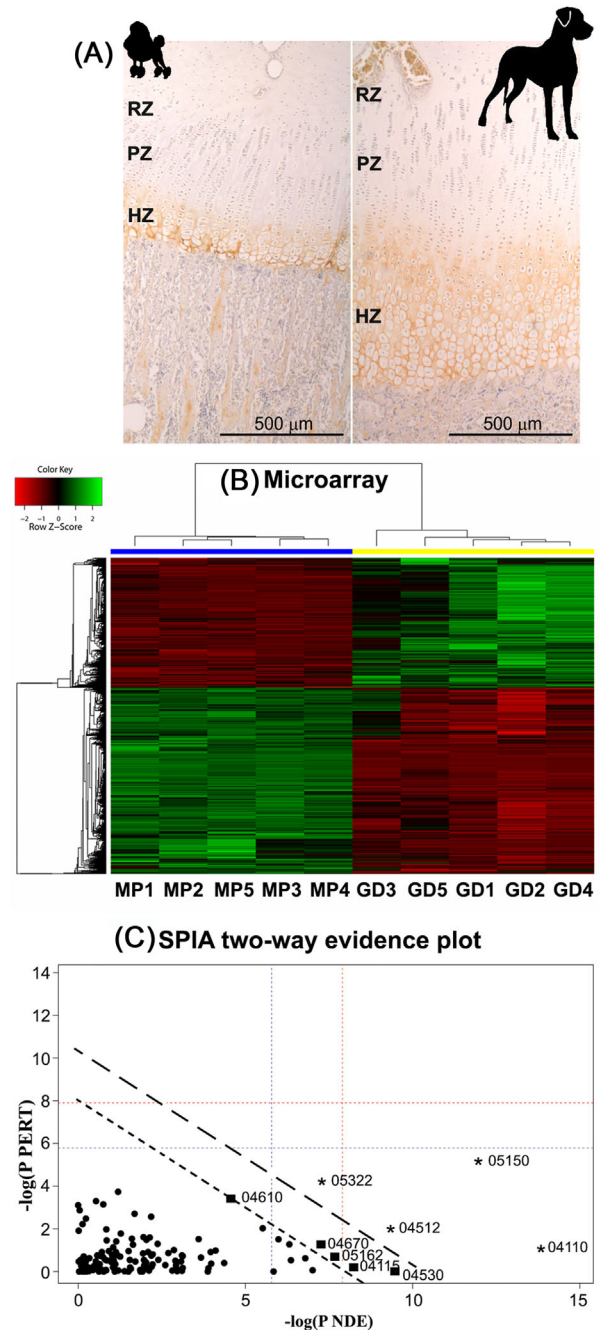 (A)
RZ
PZ
HZ
500 µm
RZ
PZ
HZ
500 µm
(B) Microarray
Color Key
−2 −1 0 1 2
Row Z−Score
MP1 MP2 MP5 MP3 MP4 GD3 GD5 GD1 GD2 GD4
(C) SPIA two-way evidence plot
14
12
10
8
6
4
2
0
-log(P PERT)
05150
05322
04610
04512
04670
04110
05162
04115
04530
0 5 10 15
-log(P NDE)